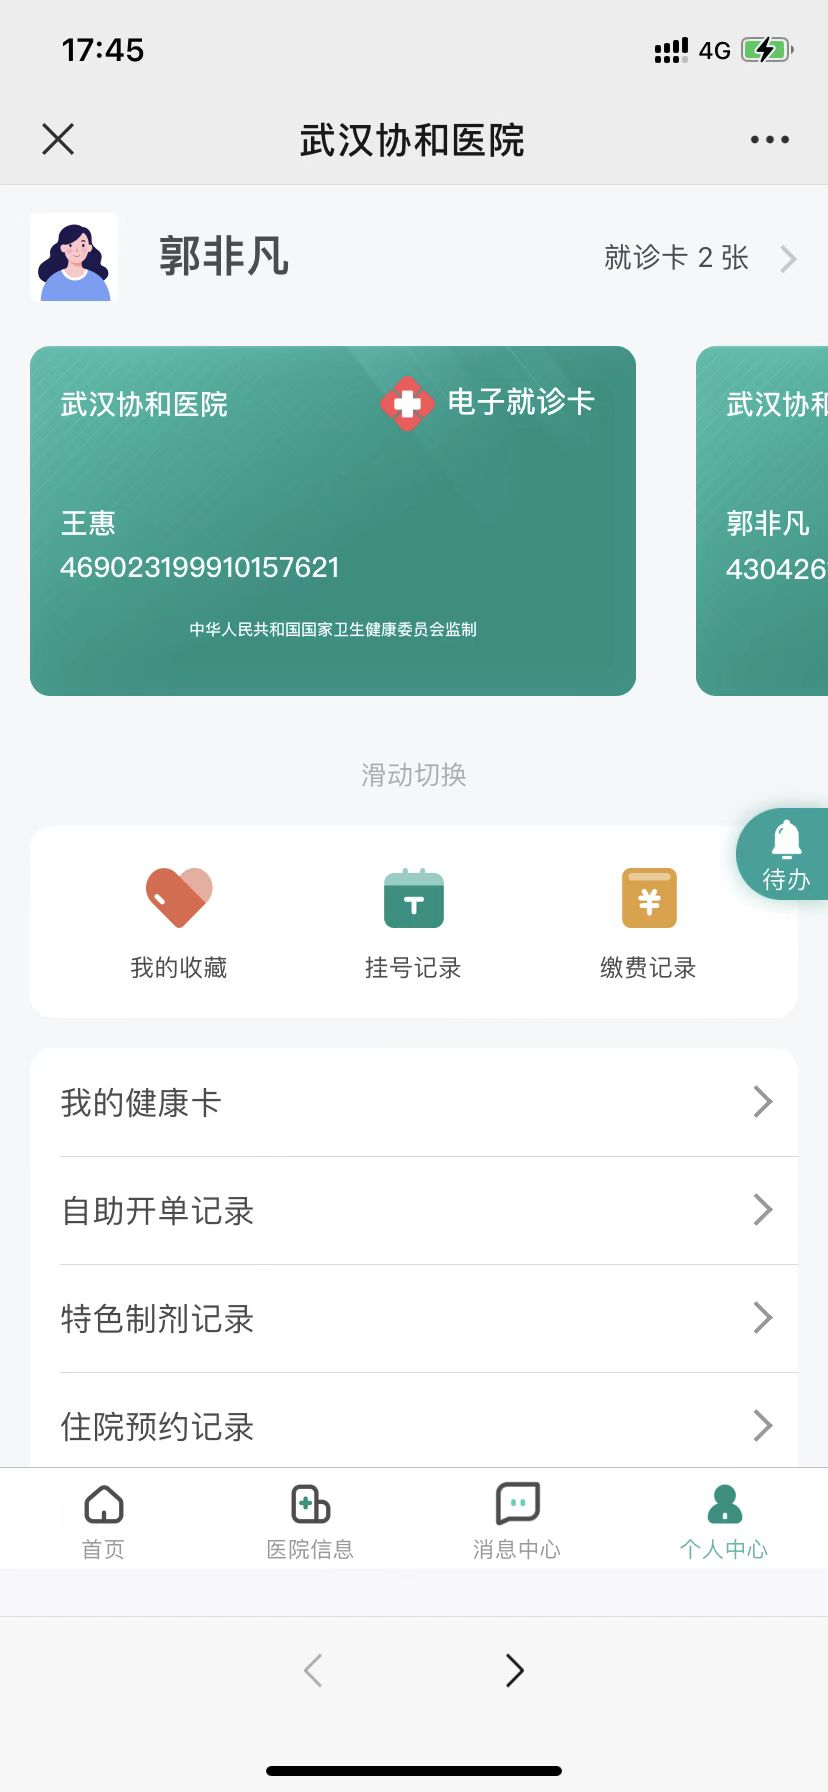 17:45
4G
武汉协和医院
郭非凡
就诊卡 2 张
武汉协和医院
电子就诊卡
王惠
469023199910157621
中华人民共和国国家卫生健康委员会监制
武汉协和
郭非凡
430426
滑动切换
待办
我的收藏
挂号记录
缴费记录
我的健康卡
自助开单记录
特色制剂记录
住院预约记录
首页
医院信息
消息中心
个人中心